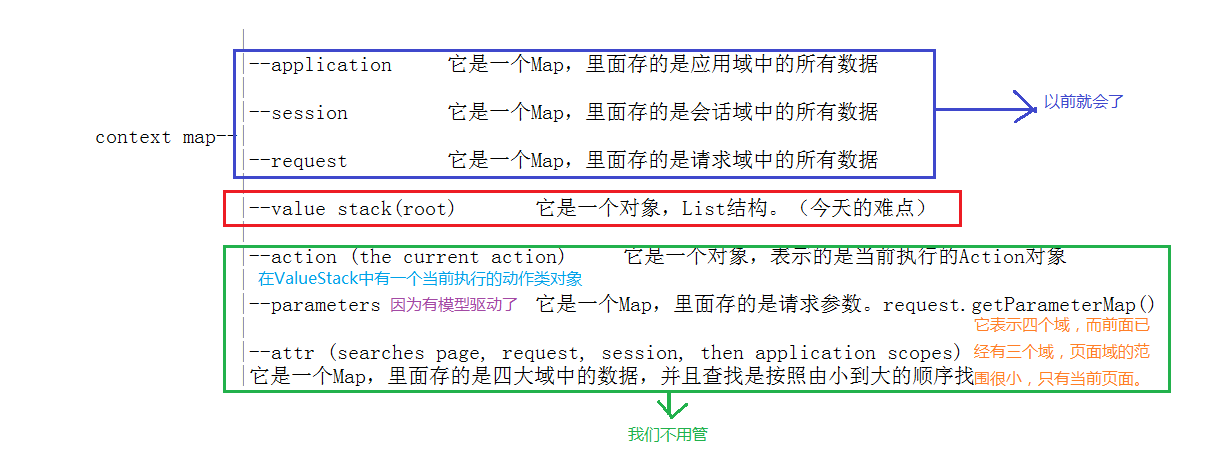 --application 它是一个Map，里面存的是应用域中的所有数据
以前就会了
--session 它是一个Map，里面存的是会话域中的所有数据
context map--
--request 它是一个Map，里面存的是请求域中的所有数据
--value stack(root) 它是一个对象，List结构。（今天的难点）
--action (the current action) 它是一个对象，表示的是当前执行的Action对象
在ValueStack中有一个当前执行的动作类对象
--parameters 因为有模型驱动了 它是一个Map，里面存的是请求参数。request.getParameterMap()
--attr (searches page, request, session, then application scopes)
它是一个Map，里面存的是四大域中的数据，并且查找是按照由小到大的顺序找
它表示四个域，而前面已
经有三个域，页面域的范
围很小，只有当前页面。
我们不用管